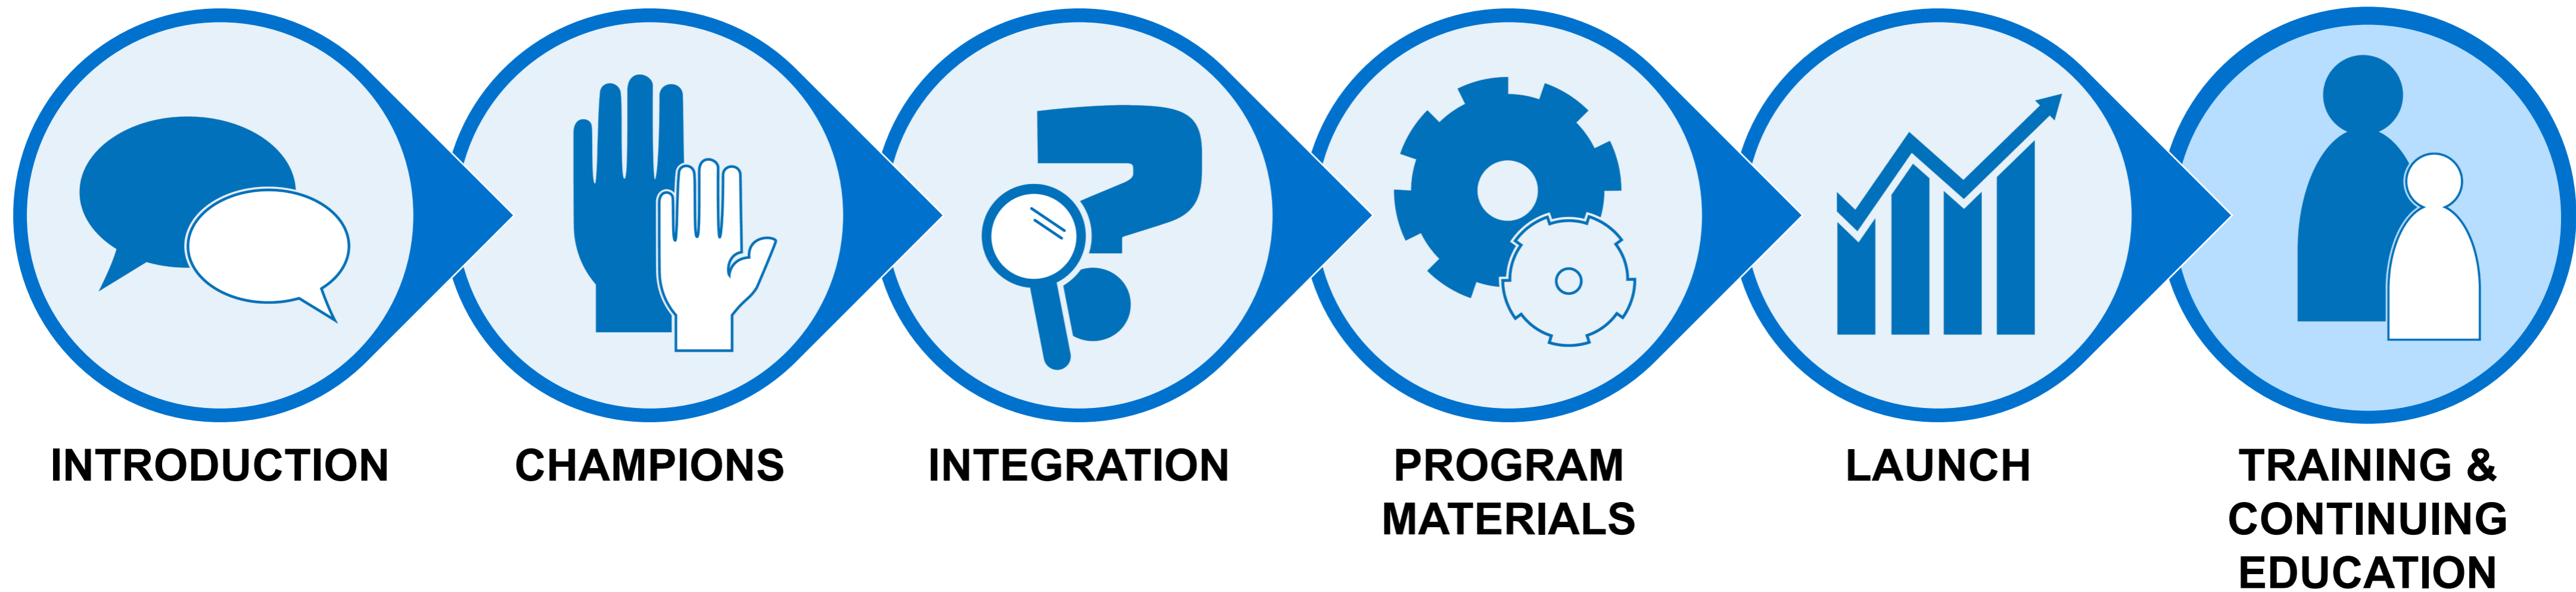 INTRODUCTION
CHAMPIONS
INTEGRATION
PROGRAM
MATERIALS
LAUNCH
TRAINING &
CONTINUING
EDUCATION